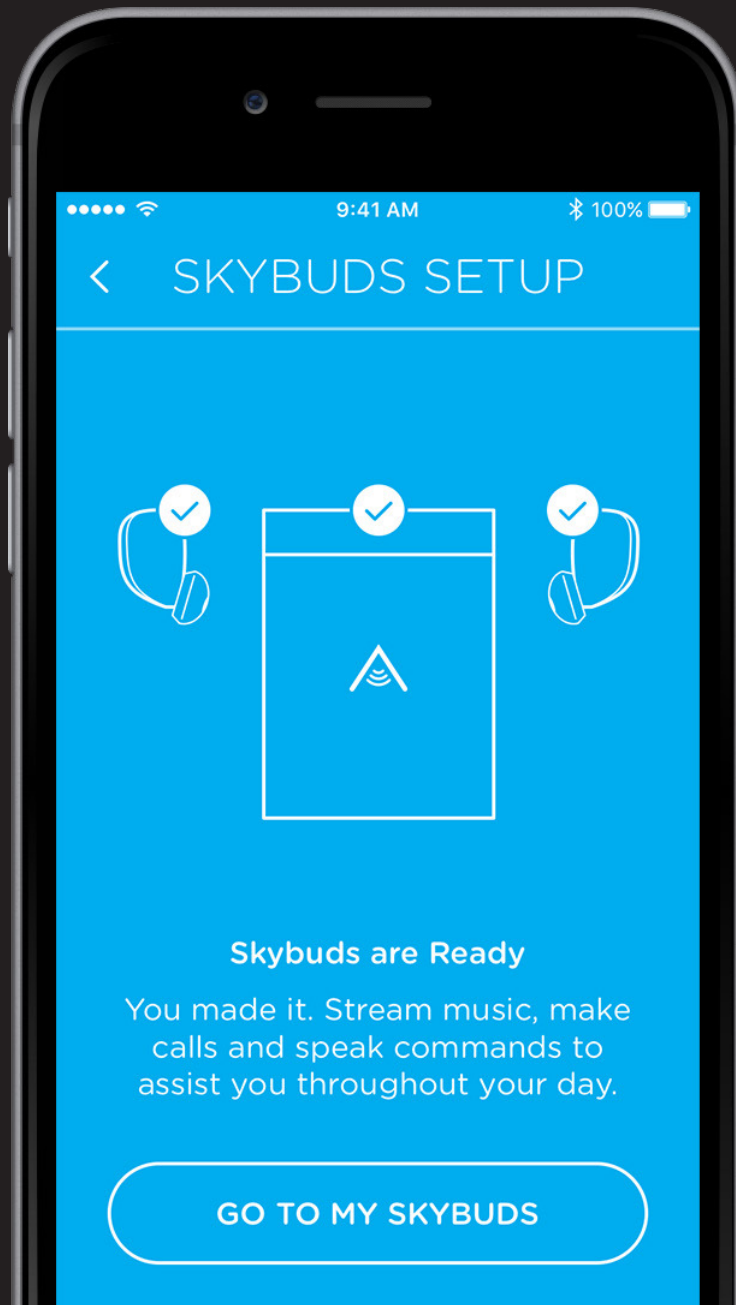 9:41 AM 100%
SKYBUDS SETUP
Skybuds are Ready
You made it. Stream music, make
calls and speak commands to
assist you throughout your day.
GO TO MY SKYBUDS